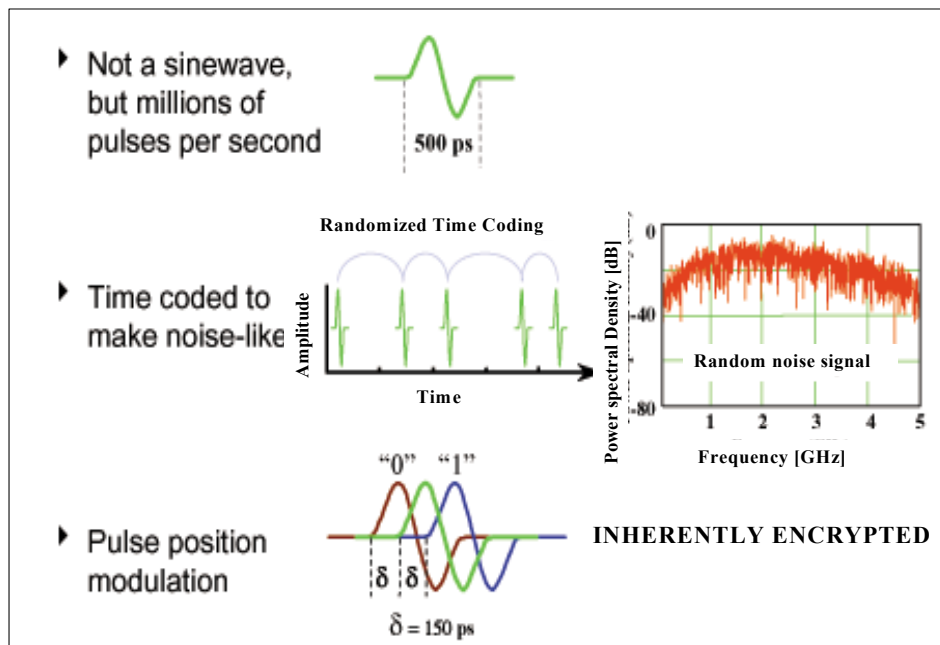 Not a sinewave,
but millions of
pulses per second
500 ps
Randomized Time Coding
Time coded to
make noise-like
Amplitude
Time
Power spectral Density [dB]
0
-40
-80
Random noise signal
1 2 3 4 5
Frequency [GHz]
Pulse position
modulation
“0” “1”
δ δ
δ = 150 ps
INHERENTLY ENCRYPTED